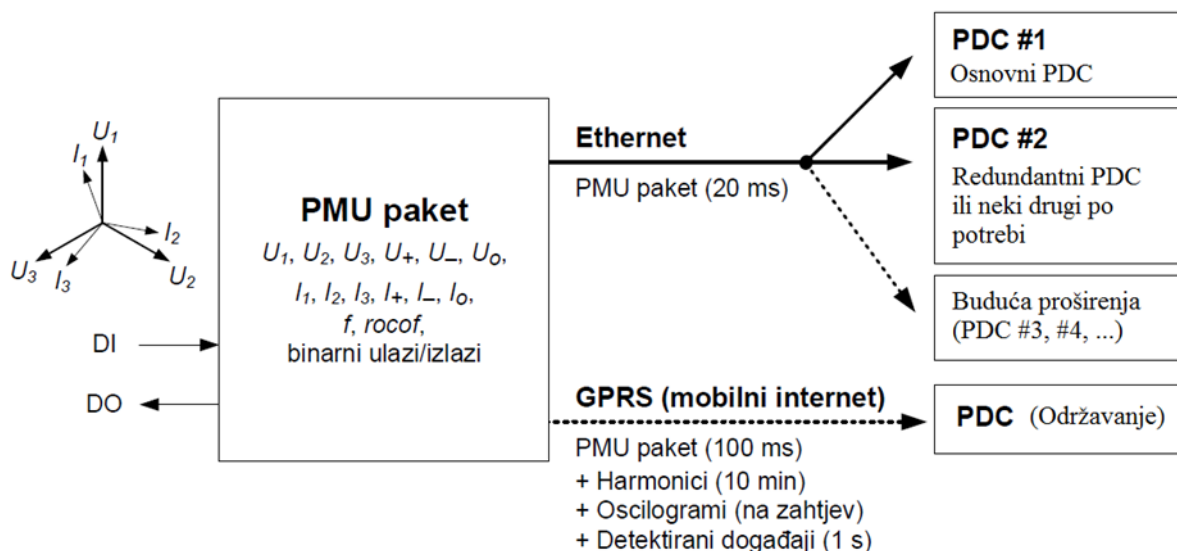 U1
I1
I2
U3
I3
U2
DI
DO
PMU paket
U1, U2, U3, U+, U–, Uo,
I1, I2, I3, I+, I–, Io,
f, rocof,
binarni ulazi/izlazi
Ethernet
PMU paket (20 ms)
GPRS (mobilni internet)
PMU paket (100 ms)
+ Harmonici (10 min)
+ Oscilogrami (na zahtjev)
+ Detektirani događaji (1 s)
PDC #1
Osnovni PDC
PDC #2
Redundantni PDC
ili neki drugi po
potrebi
Buduća proširenja
(PDC #3, #4, ...)
PDC (Održavanje)